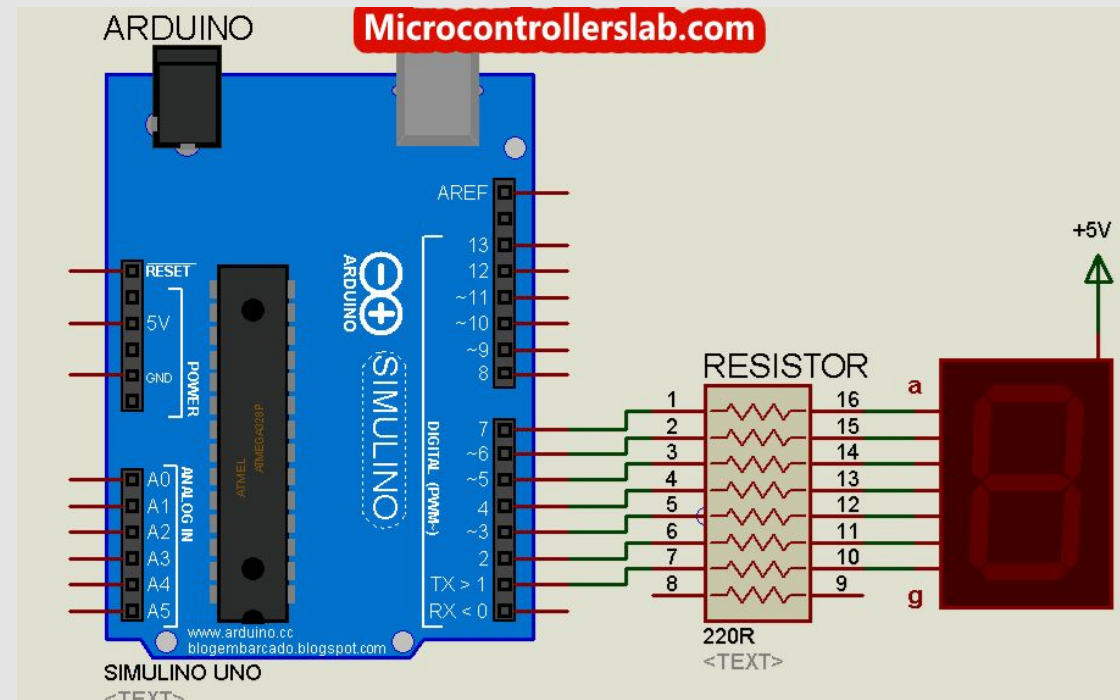 ARDUINO
Microcontrollerslab.com
AREF
13
12
~11
~10
~9
8
7
~6
~5
4
~3
2
TX > 1
RX < 0
DIGITAL (PWM~)
ARDUINO
SIMULINO
RESET
5V
GND
POWER
A0
A1
A2
A3
A4
A5
ANALOG IN
ATMEL
ATMEGA328P
www.arduino.cc
blogembarcado.blogspot.com
SIMULINO UNO
<TEXT>
RESISTOR
1
2
3
4
5
6
7
8
16
15
14
13
12
11
10
9
220R
<TEXT>
+5V
a
g